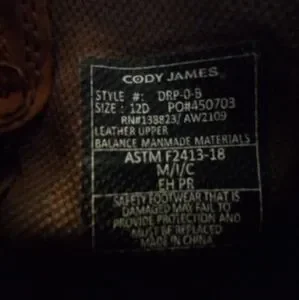 CODY JAMES®
STYLE #: DRP-0-B
SIZE : 12D PO#450703
RN#138823/ AW2109
LEATHER UPPER
BALANCE MANMADE MATERIALS
ASTM F2413-18
M/I/C
EH PR
SAFETY FOOTWEAR THAT IS
DAMAGED MAY FAIL TO
PROVIDE PROTECTION AND
MUST BE REPLACED
MADE IN CHINA